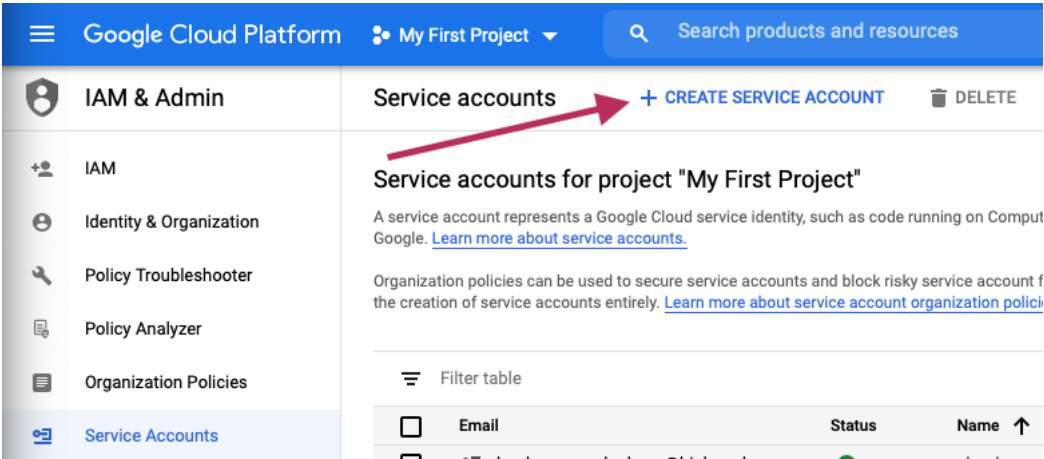 Google Cloud Platform My First Project Search products and resources
IAM & Admin
Service accounts + CREATE SERVICE ACCOUNT DELETE
IAM
Identity & Organization
Policy Troubleshooter
Policy Analyzer
Organization Policies
Service Accounts
Service accounts for project "My First Project"
A service account represents a Google Cloud service identity, such as code running on Comput
Google. Learn more about service accounts.
Organization policies can be used to secure service accounts and block risky service account f
the creation of service accounts entirely. Learn more about service account organization polici
Filter table
Email Status Name